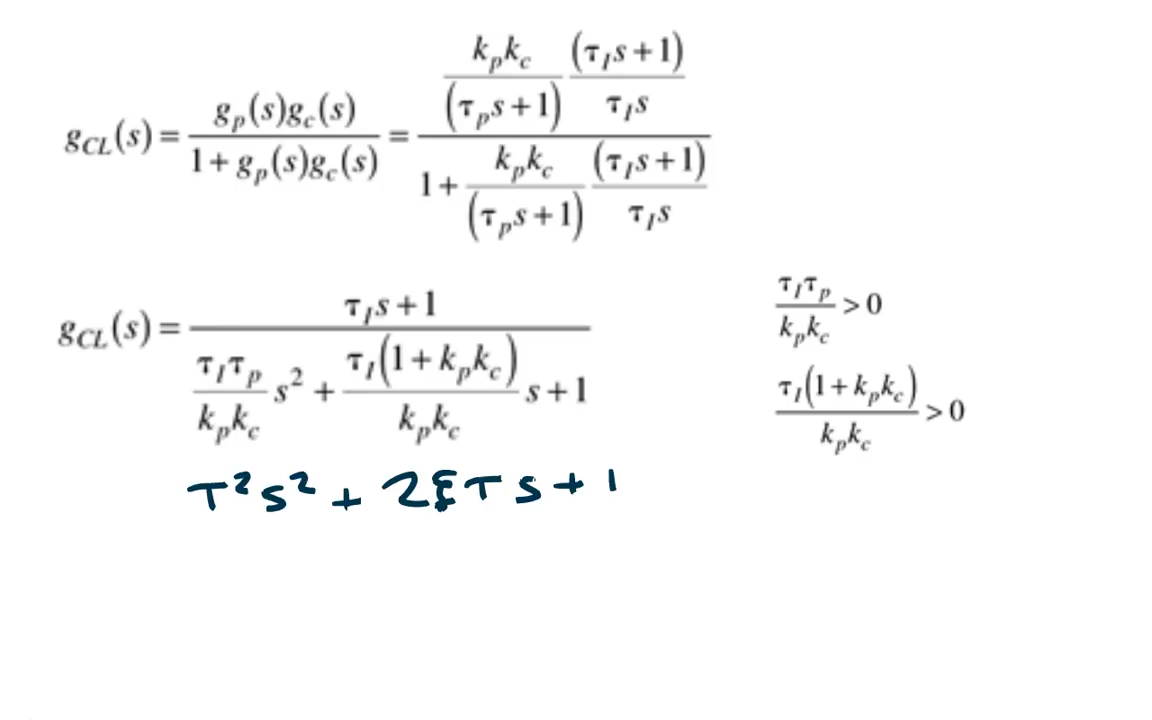 g_CL(s) = g_p(s)g_c(s) / (1 + g_p(s)g_c(s)) = (k_p k_c / (τ_p s + 1) · (τ_I s + 1) / τ_I s) / (1 + k_p k_c / (τ_p s + 1) · (τ_I s + 1) / τ_I s)
g_CL(s) = (τ_I s + 1) / (τ_I τ_p / k_p k_c s² + τ_I(1 + k_p k_c) / k_p k_c s + 1)
τ_I τ_p / k_p k_c > 0
τ_I(1 + k_p k_c) / k_p k_c > 0
τ²s² + 2ξτs + 1